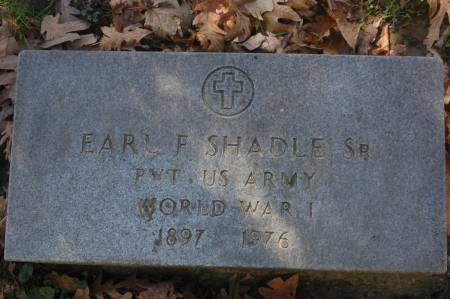 EARL F SHADLE SR
PVT US ARMY
WORLD WAR I
1897 1976